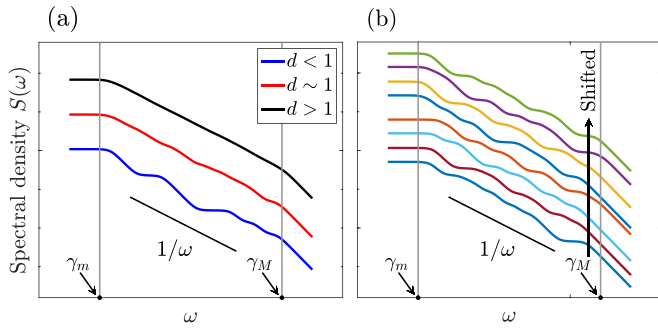 (a)
(b)
Spectral density S(ω)
d < 1
d ∼ 1
d > 1
Shifted
1/ω
1/ω
γm
γM
γm
γM
ω
ω